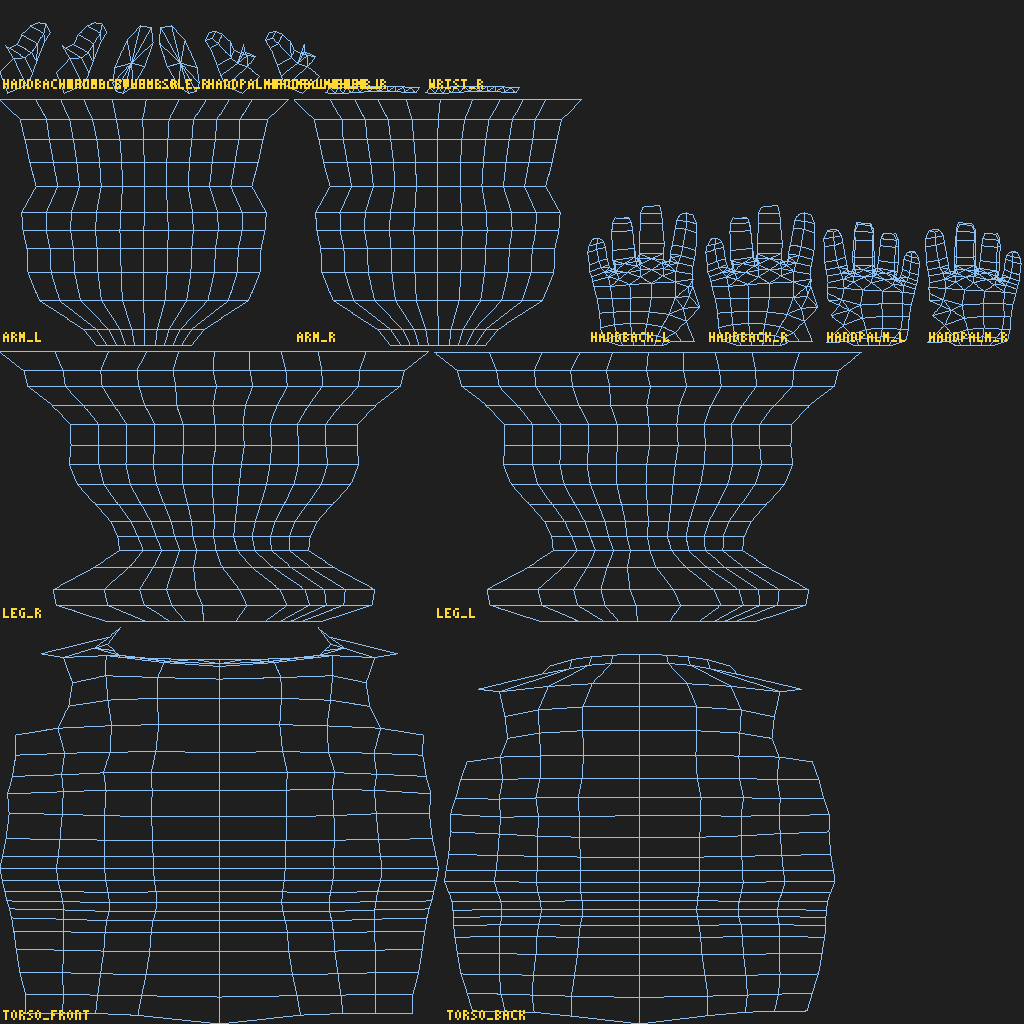 WRIST_R
ARM_L
ARM_R
HANDBACK_L
HANDBACK_R
HANDPALM_L
HANDPALM_R
LEG_R
LEG_L
TORSO_FRONT
TORSO_BACK